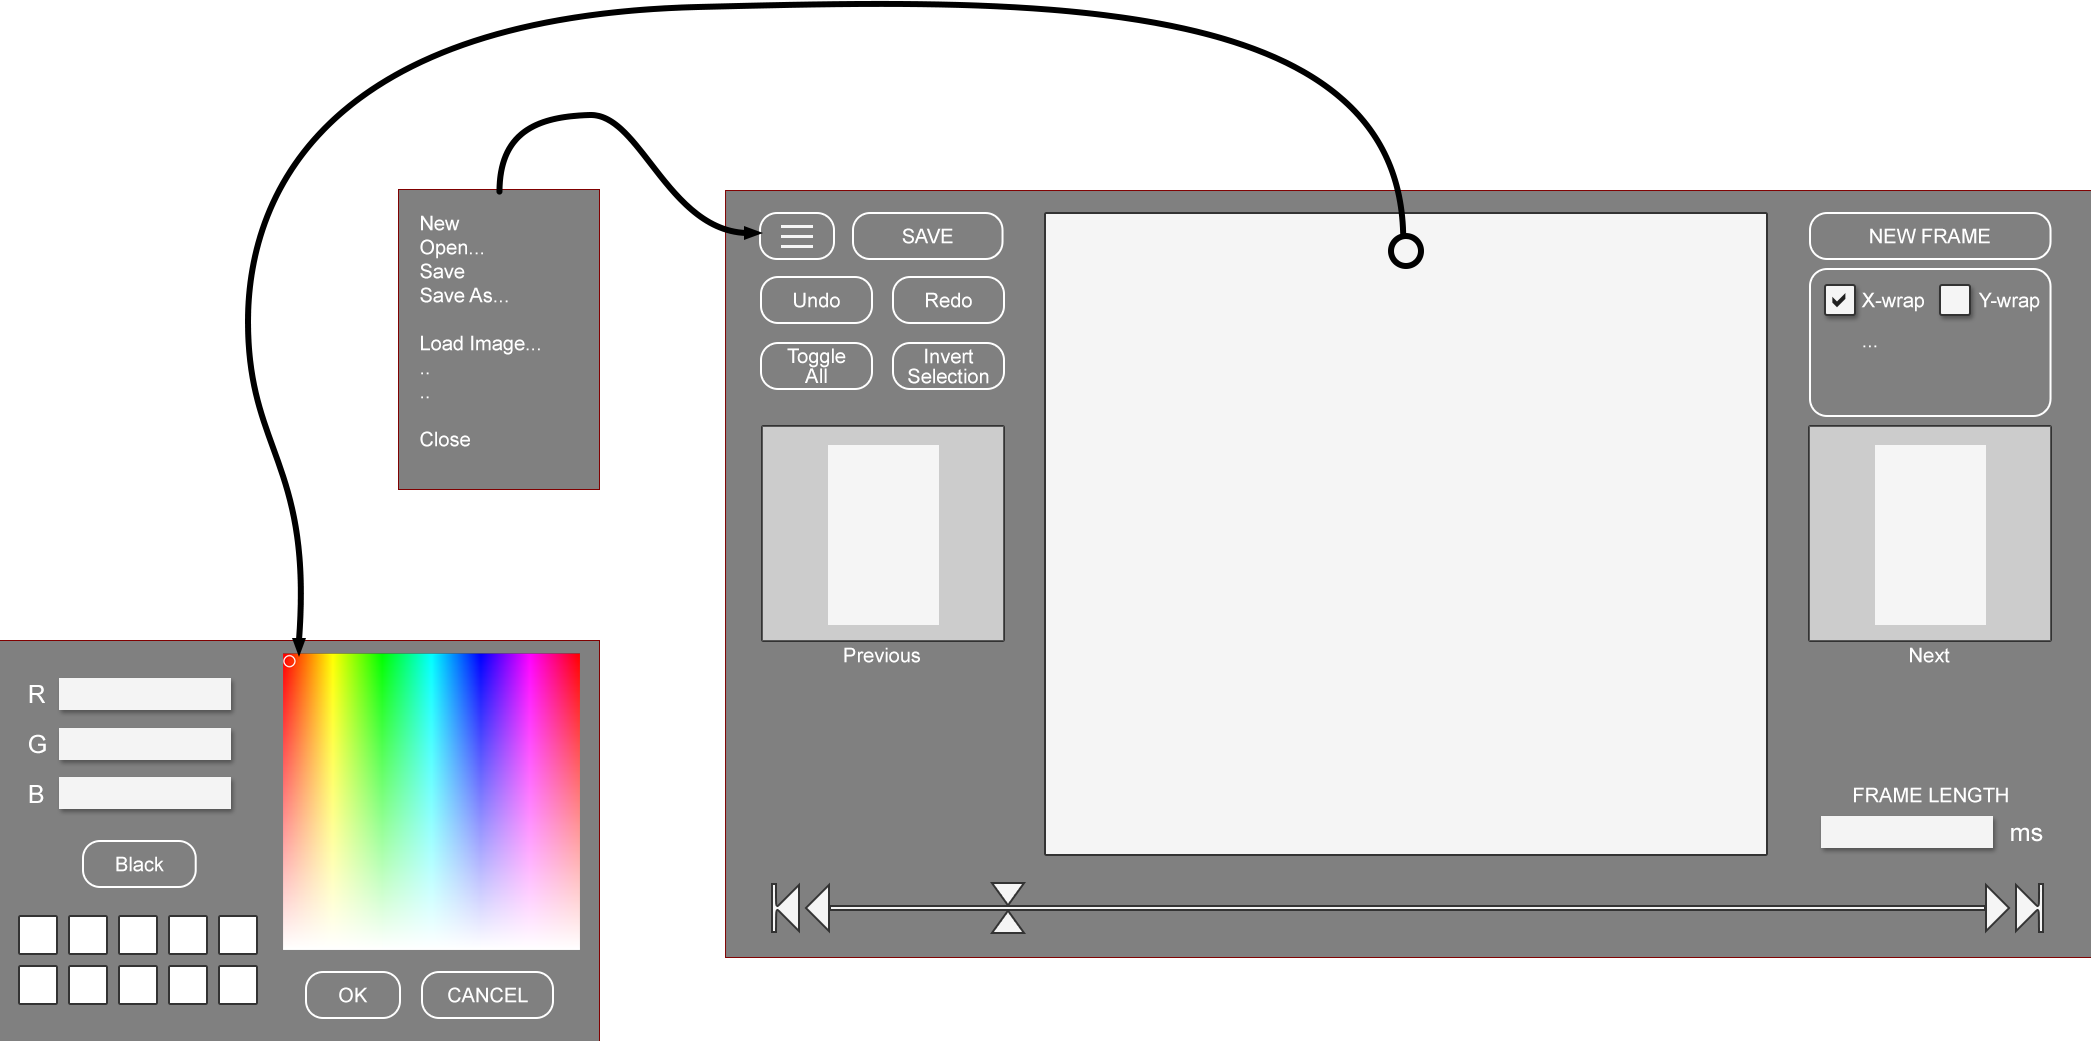 New
Open...
Save
Save As...
Load Image...
..
..
Close
SAVE
Undo
Redo
Toggle
All
Invert
Selection
Previous
NEW FRAME
X-wrap
Y-wrap
...
Next
FRAME LENGTH
ms
R
G
B
Black
OK
CANCEL